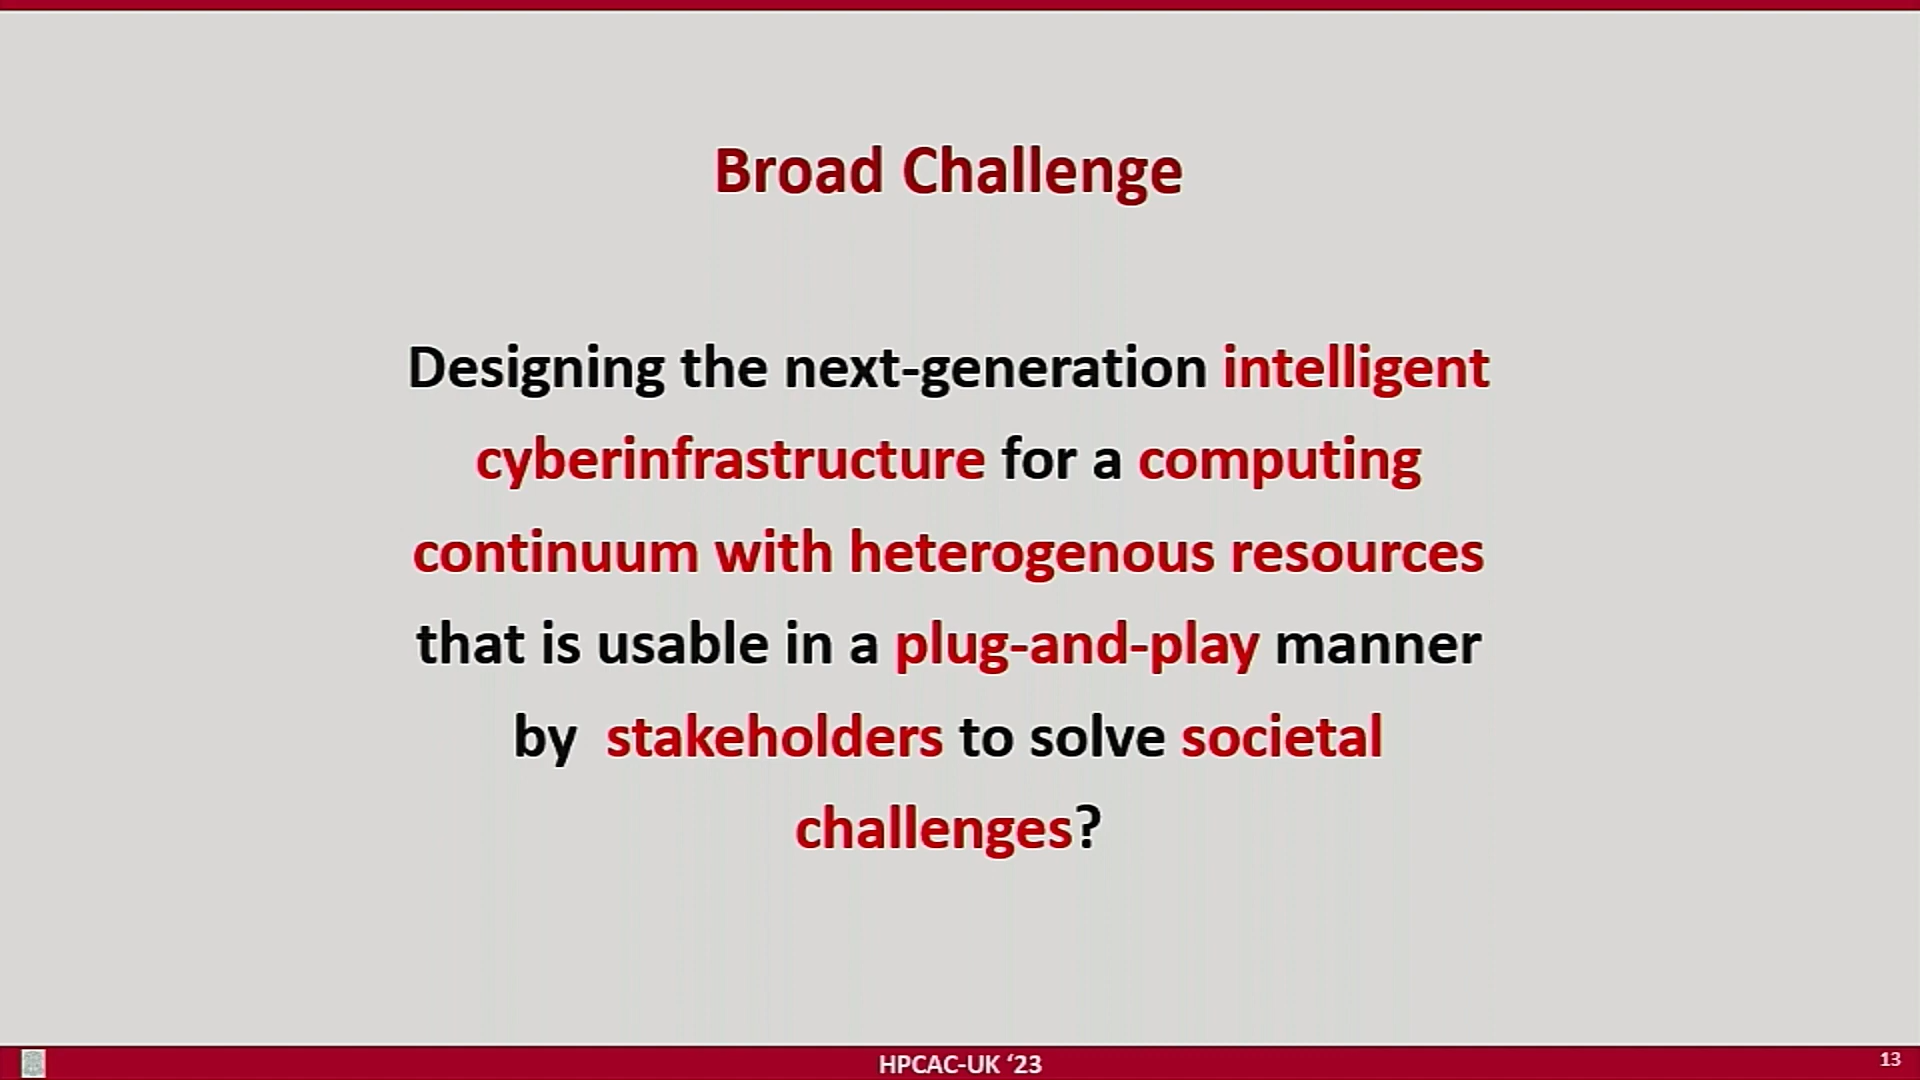 Broad Challenge
Designing the next-generation intelligent
cyberinfrastructure for a computing
continuum with heterogenous resources
that is usable in a plug-and-play manner
by stakeholders to solve societal
challenges?
HPCAC-UK ‘23
13